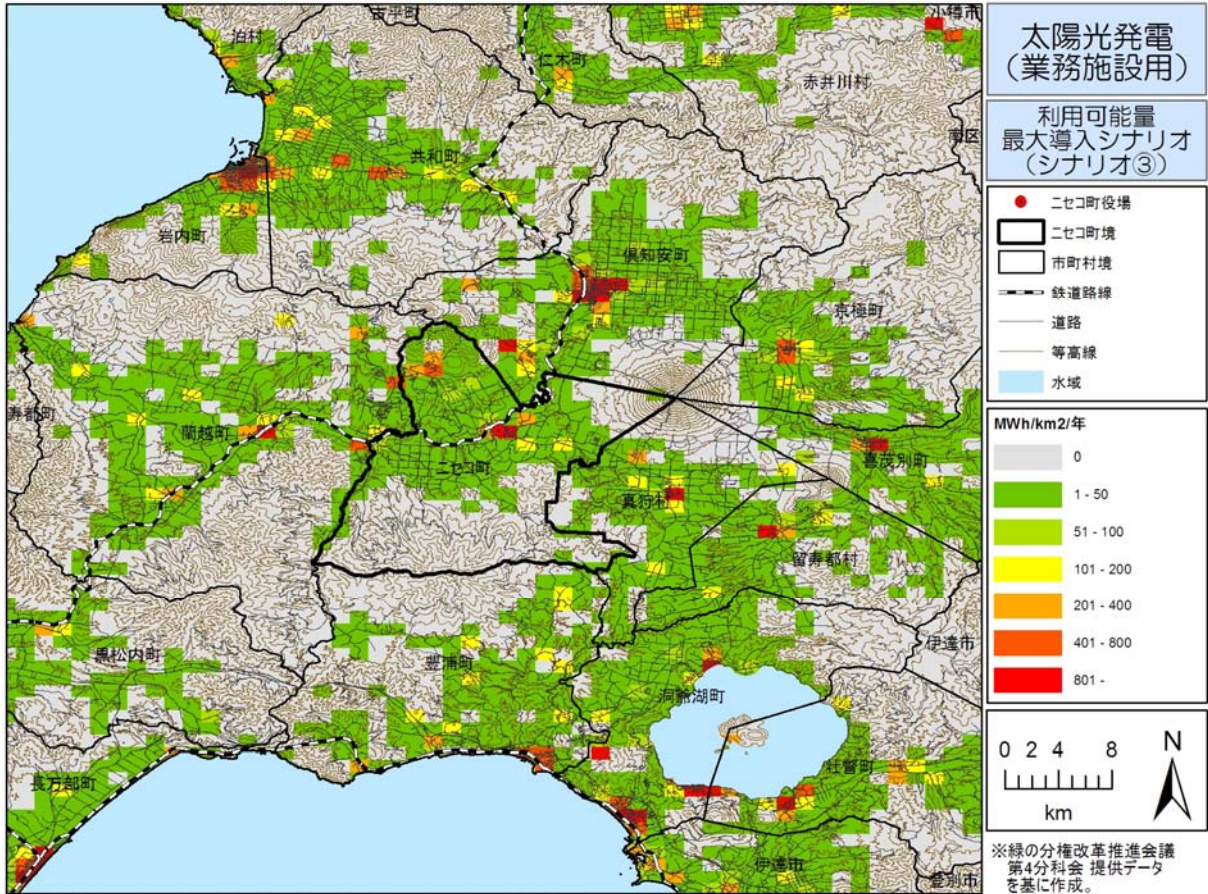 太陽光発電
(業務施設用)
利用可能量
最大導入シナリオ
(シナリオ③)
ニセコ町役場
ニセコ町境
市町村境
鉄道路線
道路
等高線
水域
MWh/km2/年
0
1 - 50
51 - 100
101 - 200
201 - 400
401 - 800
801 -
0 2 4 8
km
N
※緑の分権改革推進会議
第4分科会 提供データ
を基に作成。
古平町
小樽市
泊村
仁木町
赤井川村
南区
共和町
岩内町
倶知安町
京極町
寿都町
蘭越町
ニセコ町
喜茂別町
真狩村
留寿都村
黒松内町
豊浦町
伊達市
洞爺湖町
長万部町
壮瞥町
伊達市
登別市